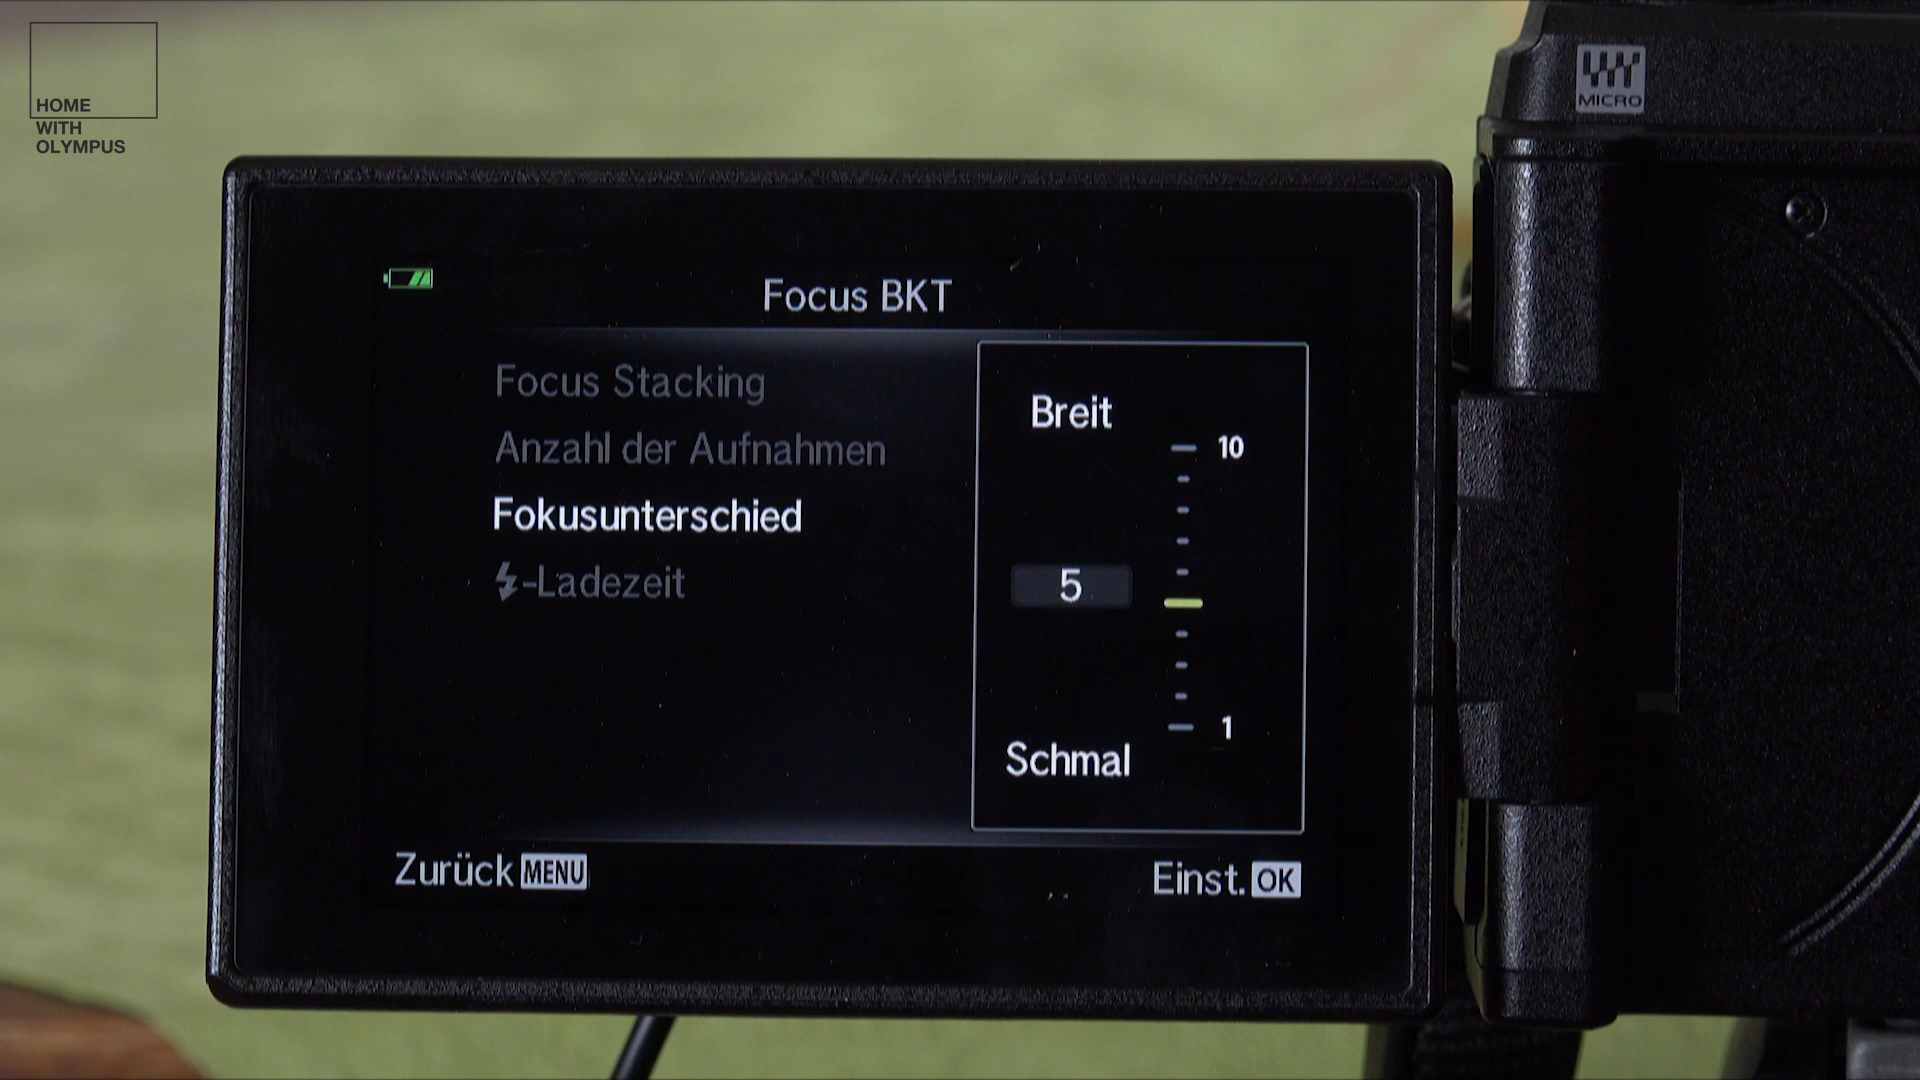 HOME
WITH
OLYMPUS
MICRO
Focus BKT
Focus Stacking
Anzahl der Aufnahmen
Fokusunterschied
-Ladezeit
Breit
10
5
1
Schmal
Zurück MENU
Einst. OK